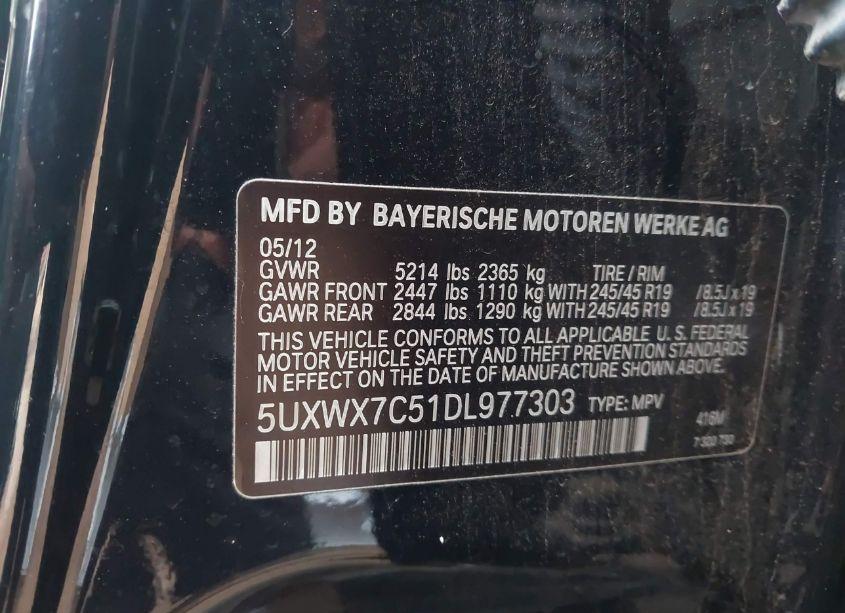 MFD BY BAYERISCHE MOTOREN WERKE AG
05/12
GVWR 5214 lbs 2365 kg TIRE / RIM
GAWR FRONT 2447 lbs 1110 kg WITH 245/45 R19 /8.5J x 19
GAWR REAR 2844 lbs 1290 kg WITH 245/45 R19 /8.5J x 19
THIS VEHICLE CONFORMS TO ALL APPLICABLE U. S. FEDERAL
MOTOR VEHICLE SAFETY AND THEFT PREVENTION STANDARDS
IN EFFECT ON THE DATE OF MANUFACTURE SHOWN ABOVE.
5UXWX7C51DL977303 TYPE: MPV
416M